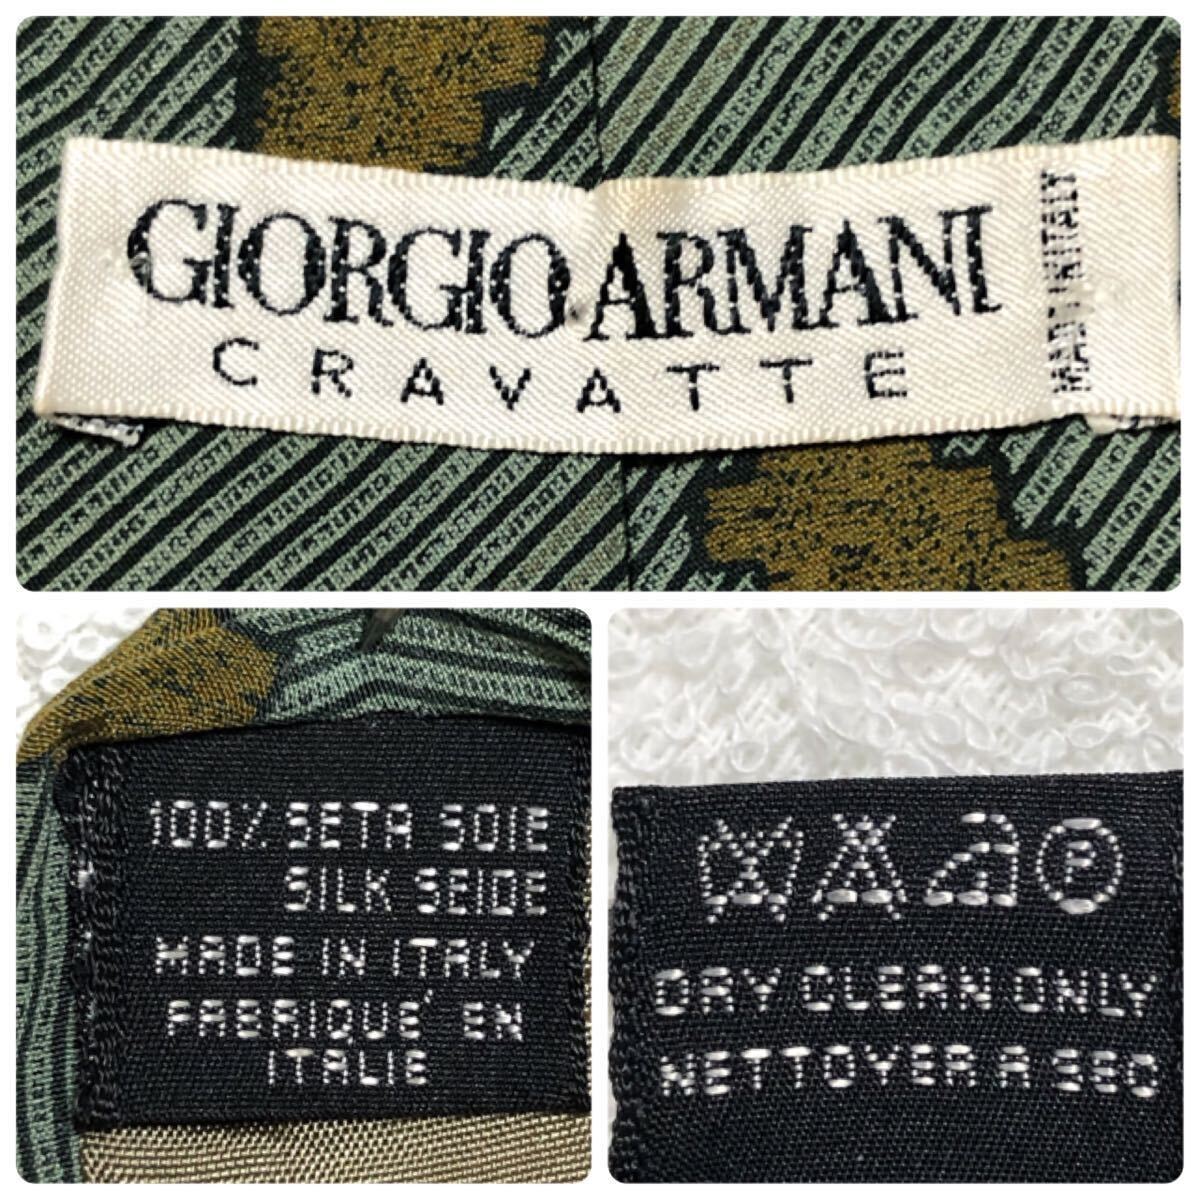 GIORGIO ARMANI
CRAVATTE
MADE IN ITALY
100% SETA SOIE
SILK SEIDE
MADE IN ITALY
FABRIQUE' EN
ITALIE
P
DRY CLEAN ONLY
NETTOYER A SEC